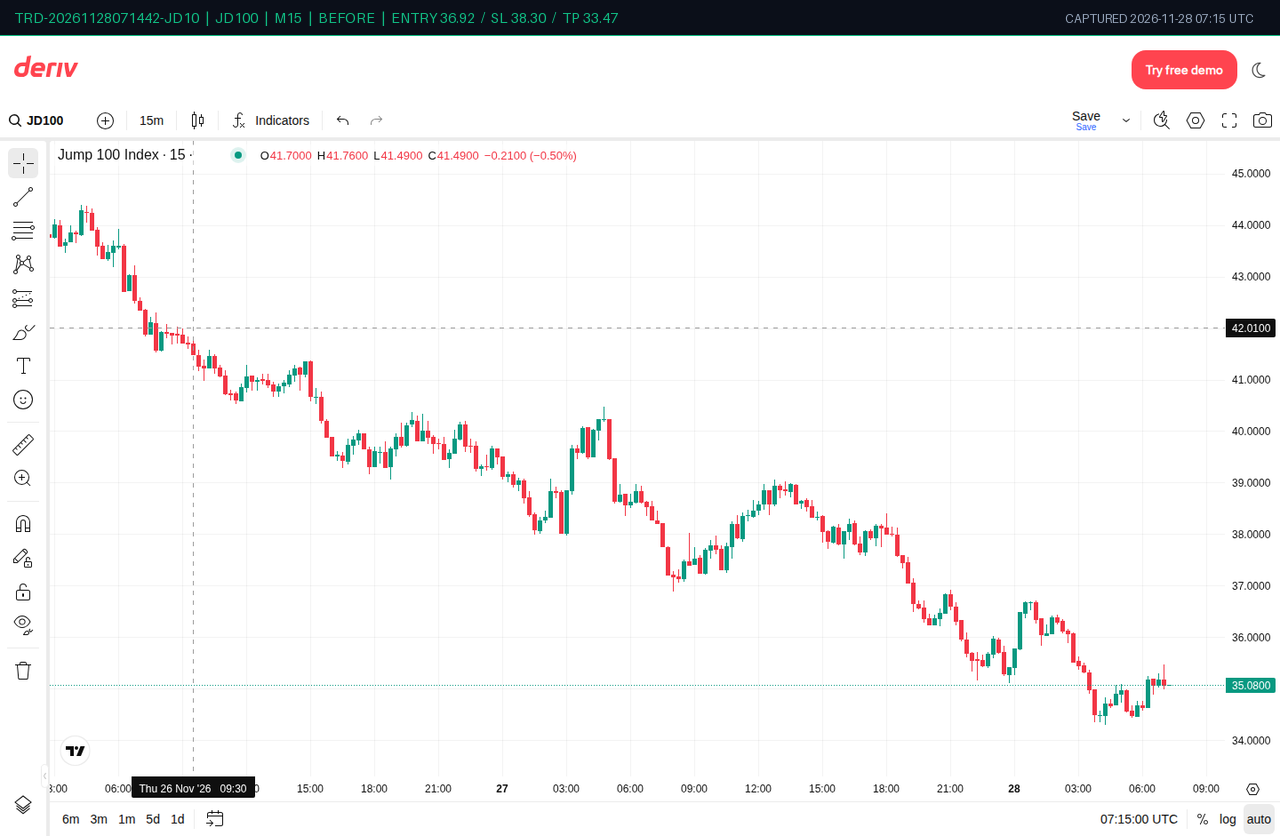 TRD-20261128071442-JD10 | JD100 | M15 | BEFORE | ENTRY 36.92 / SL 38.30 / TP 33.47
CAPTURED 2026-11-28 07:15 UTC
deriv
Try free demo
JD100
15m
Indicators
Save
Save
Jump 100 Index · 15 ·
O41.7000 H41.7600 L41.4900 C41.4900 −0.2100 (−0.50%)
45.0000
44.0000
43.0000
42.0100
41.0000
40.0000
39.0000
38.0000
37.0000
36.0000
35.0800
34.0000
06:00
Thu 26 Nov '26 09:30
15:00
18:00
21:00
27
03:00
06:00
09:00
12:00
15:00
18:00
21:00
28
03:00
06:00
09:00
6m
3m
1m
5d
1d
07:15:00 UTC
%
log
auto